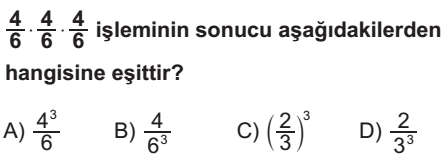 4/6 · 4/6 · 4/6 işleminin sonucu aşağıdakilerden
hangisine eşittir?
A) 4³/6 B) 4/6³ C) (2/3)³ D) 2/3³